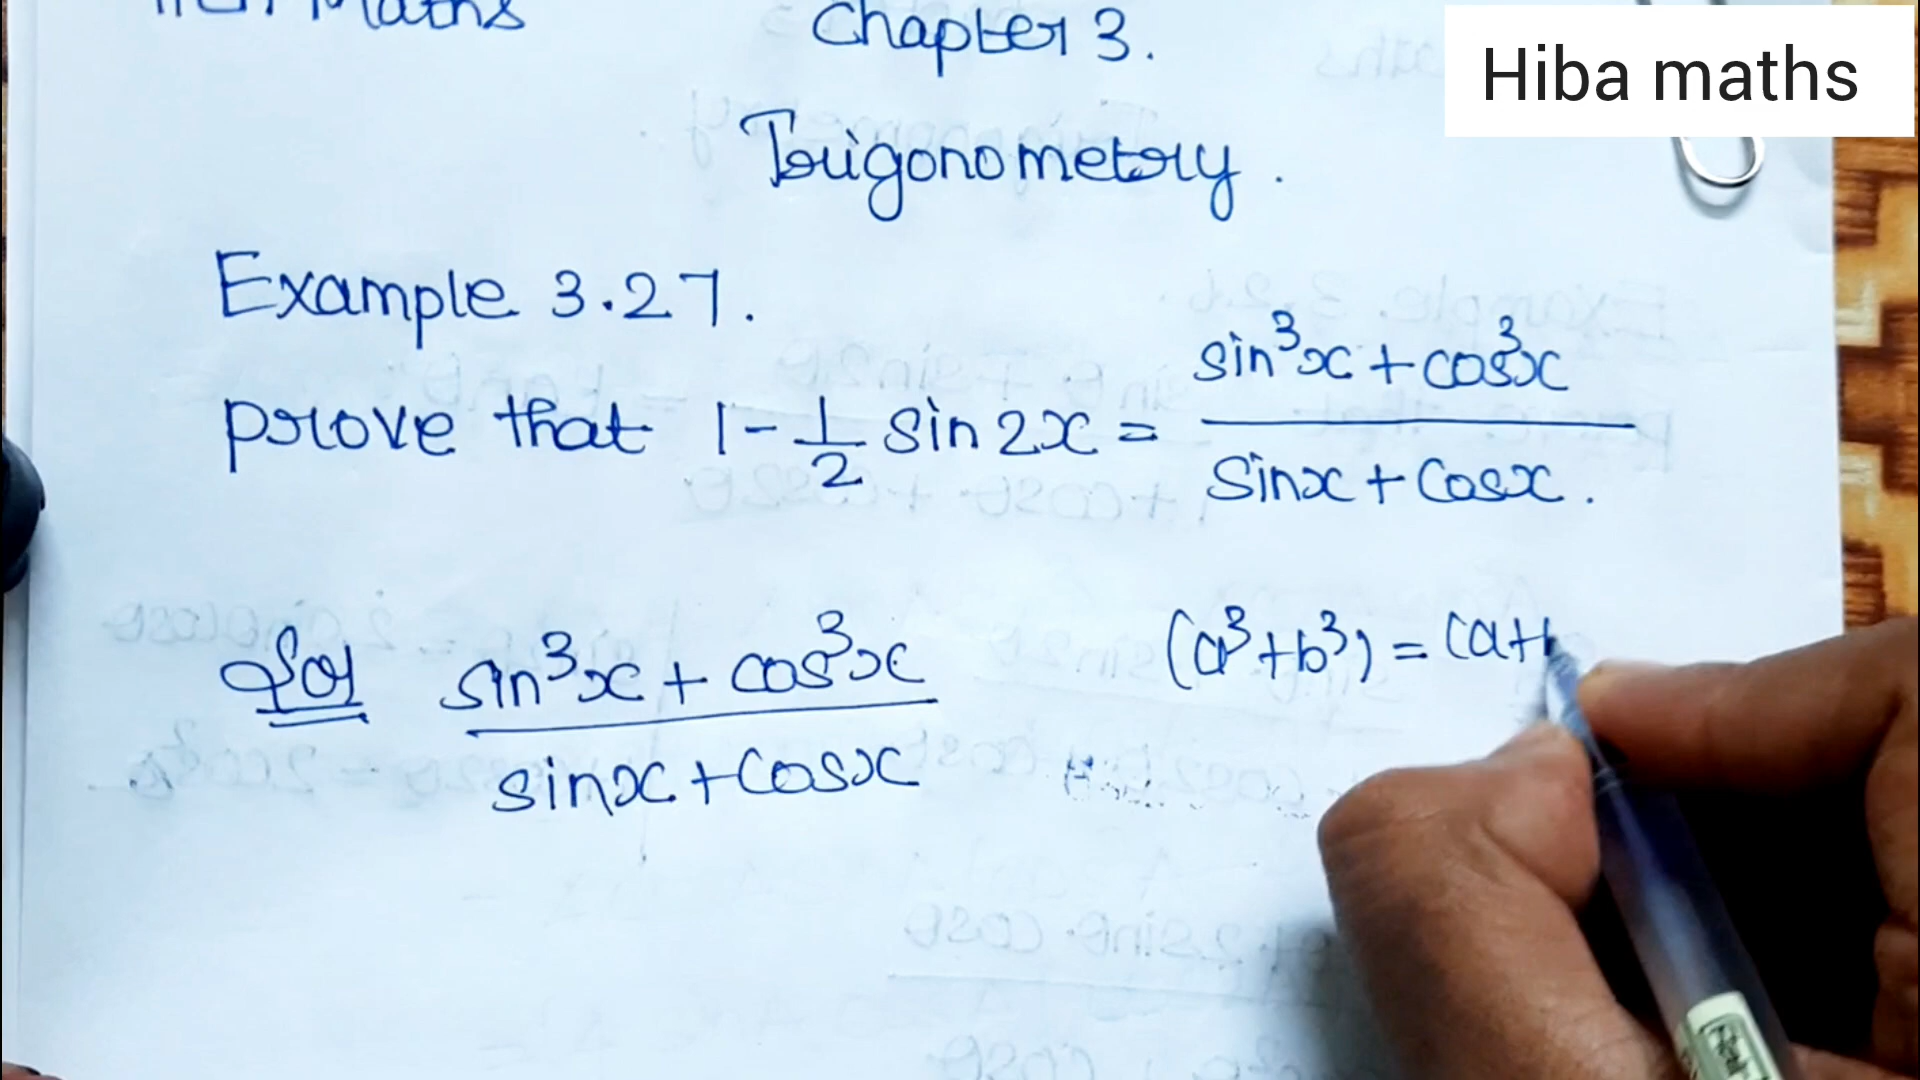 Maths
Chapter 3.
Hiba maths
Trigonometry.
Example 3.27.
prove that 1 - 1/2 sin 2x = sin³x + cos³x / sinx + cosx.
Sol sin³x + cos³x / sinx + cosx
(a³ + b³) = (a +